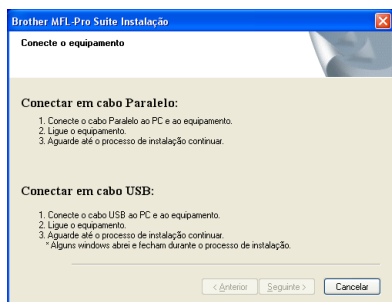 Brother MFL-Pro Suite Instalação
Conecte o equipamento
Conectar em cabo Paralelo:
1. Conecte o cabo Paralelo ao PC e ao equipamento.
2. Ligue o equipamento.
3. Aguarde até o processo de instalação continuar.
Conectar em cabo USB:
1. Conecte o cabo USB ao PC e ao equipamento.
2. Ligue o equipamento.
3. Aguarde até o processo de instalação continuar.
* Alguns windows abrei e fecham durante o processo de instalação.
< Anterior
Seguinte >
Cancelar